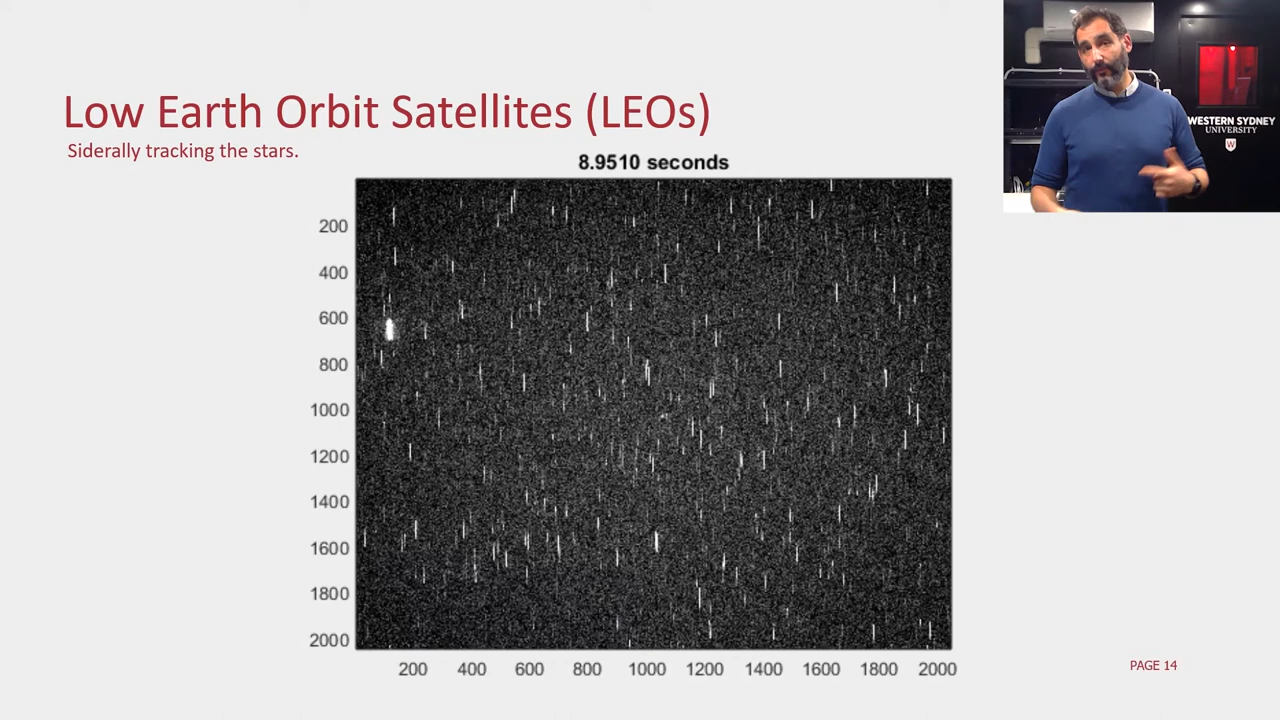 Low Earth Orbit Satellites (LEOs)
Siderally tracking the stars.
8.9510 seconds
200
400
600
800
1000
1200
1400
1600
1800
2000
200 400 600 800 1000 1200 1400 1600 1800 2000
WESTERN SYDNEY
UNIVERSITY
W
PAGE 14